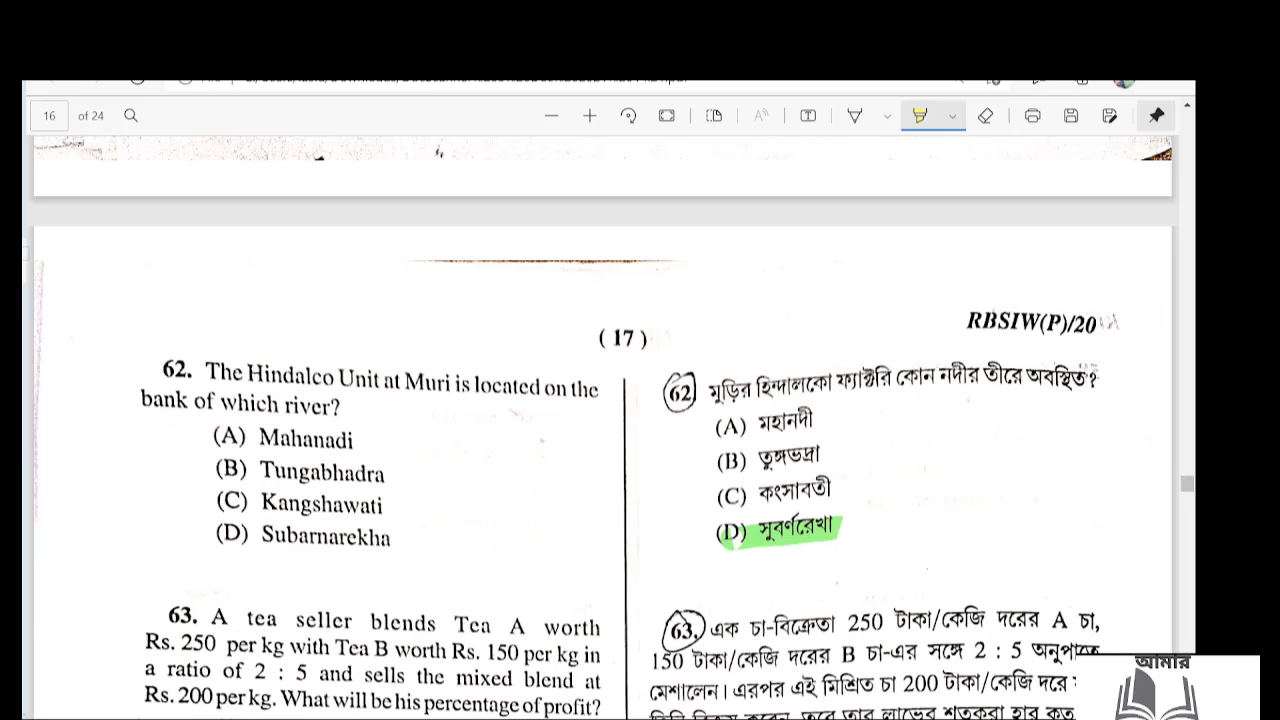 16 of 24
RBSIW(P)/20
( 17 )
62. The Hindalco Unit at Muri is located on the
bank of which river?
(A) Mahanadi
(B) Tungabhadra
(C) Kangshawati
(D) Subarnarekha
63. A tea seller blends Tea A worth
Rs. 250 per kg with Tea B worth Rs. 150 per kg in
a ratio of 2 : 5 and sells the mixed blend at
Rs. 200 per kg. What will be his percentage of profit?
62 মুড়ির হিন্দালকো ফ্যাক্টরি কোন নদীর তীরে অবস্থিত?
(A) মহানদী
(B) তুঙ্গভদ্রা
(C) কংসাবতী
(D) সুবর্ণরেখা
63. এক চা-বিক্রেতা 250 টাকা/কেজি দরের A চা,
150 টাকা/কেজি দরের B চা-এর সঙ্গে 2 : 5 অনুপাতে
মেশালেন। এরপর এই মিশ্রিত চা 200 টাকা/কেজি দরে
তার লাভের শতকরা হার কত
আমার